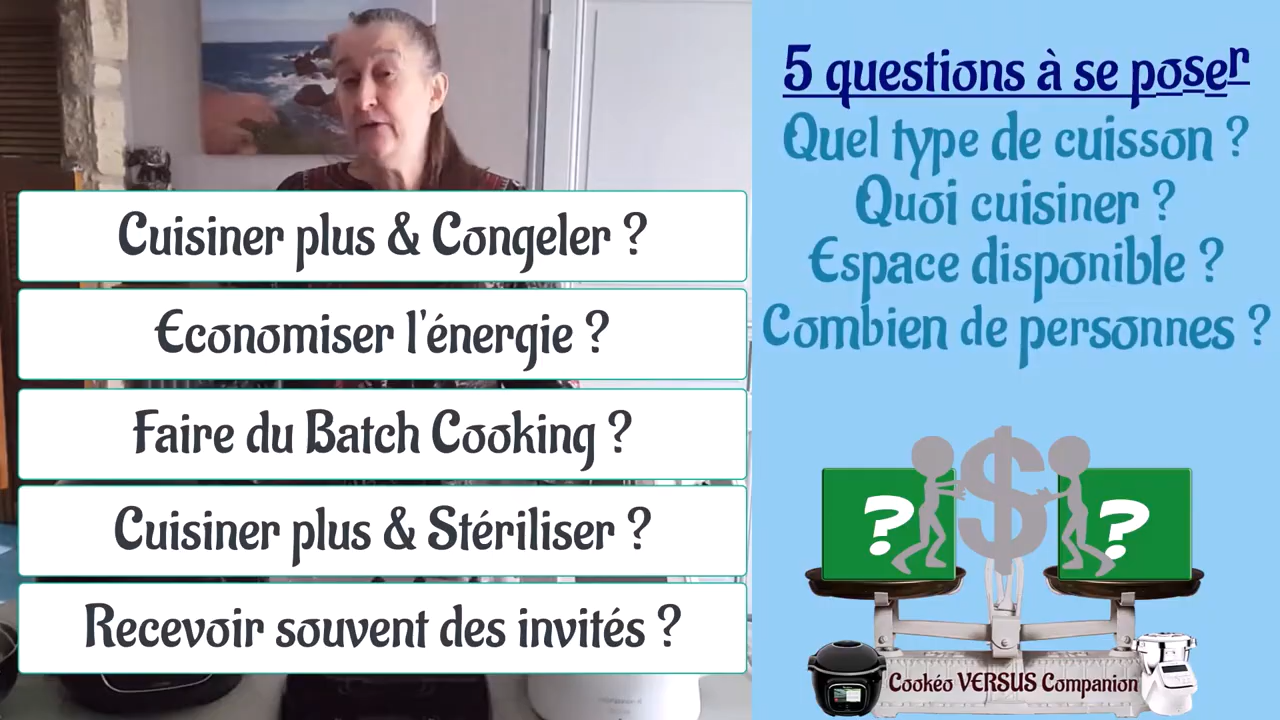 Cuisiner plus & Congeler ?
Economiser l'énergie ?
Faire du Batch Cooking ?
Cuisiner plus & Stériliser ?
Recevoir souvent des invités ?
5 questions à se poser
Quel type de cuisson ?
Quoi cuisiner ?
Espace disponible ?
Combien de personnes ?
$
? ?
Cookéo VERSUS Companion